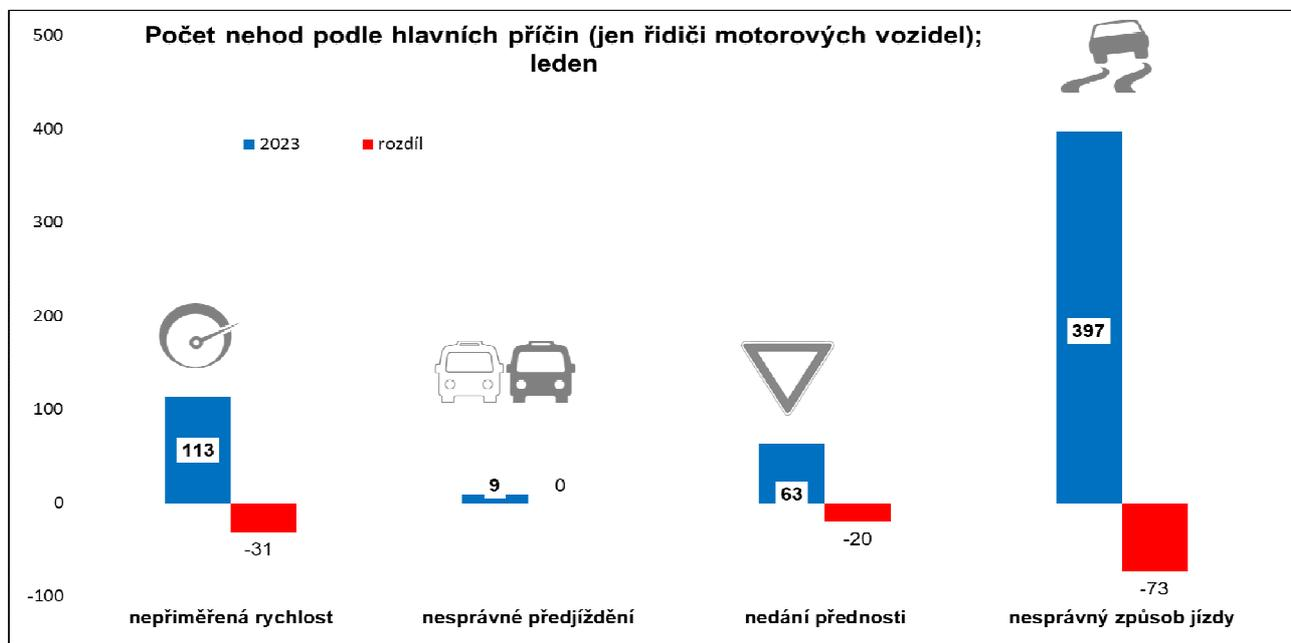 Počet nehod podle hlavních příčin (jen řidiči motorových vozidel);
leden
500
400
300
200
100
0
-100
2023
rozdíl
113
-31
9
0
63
-20
397
-73
nepřiměřená rychlost
nesprávné předjíždění
nedání přednosti
nesprávný způsob jízdy